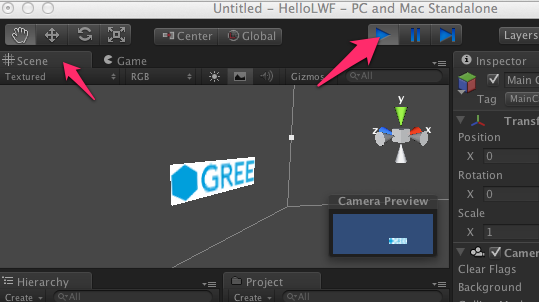 Untitled – HelloLWF – PC and Mac Standalone
Center Global Layers
Scene Game Inspector
Textured RGB Gizmos All
Main C
Tag MainC
Transf
Position
X 0
Rotation
X 0
Scale
X 1
y
z x
GREE
Camera Preview
GREE
Camer
Clear Flags
Background
Hierarchy Project
Create All Create All